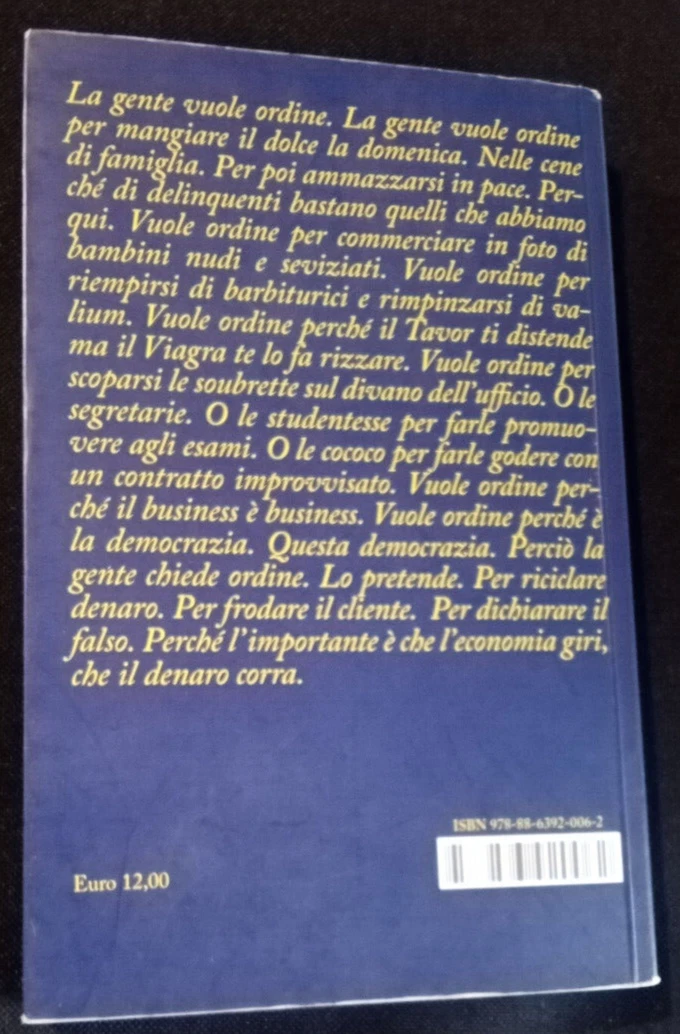 La gente vuole ordine. La gente vuole ordine
per mangiare il dolce la domenica. Nelle cene
di famiglia. Per poi ammazzarsi in pace. Per-
ché di delinquenti bastano quelli che abbiamo
qui. Vuole ordine per commerciare in foto di
bambini nudi e seviziati. Vuole ordine per
riempirsi di barbiturici e rimpinzarsi di va-
lium. Vuole ordine perché il Tavor ti distende
ma il Viagra te lo fa rizzare. Vuole ordine per
scoparsi le soubrette sul divano dell'ufficio. O le
segretarie. O le studentesse per farle promuo-
vere agli esami. O le cococo per farle godere con
un contratto improvvisato. Vuole ordine per-
ché il business è business. Vuole ordine perché è
la democrazia. Questa democrazia. Perciò la
gente chiede ordine. Lo pretende. Per riciclare
denaro. Per frodare il cliente. Per dichiarare il
falso. Perché l'importante è che l'economia giri,
che il denaro corra.
ISBN 978-88-6392-006-2
Euro 12,00